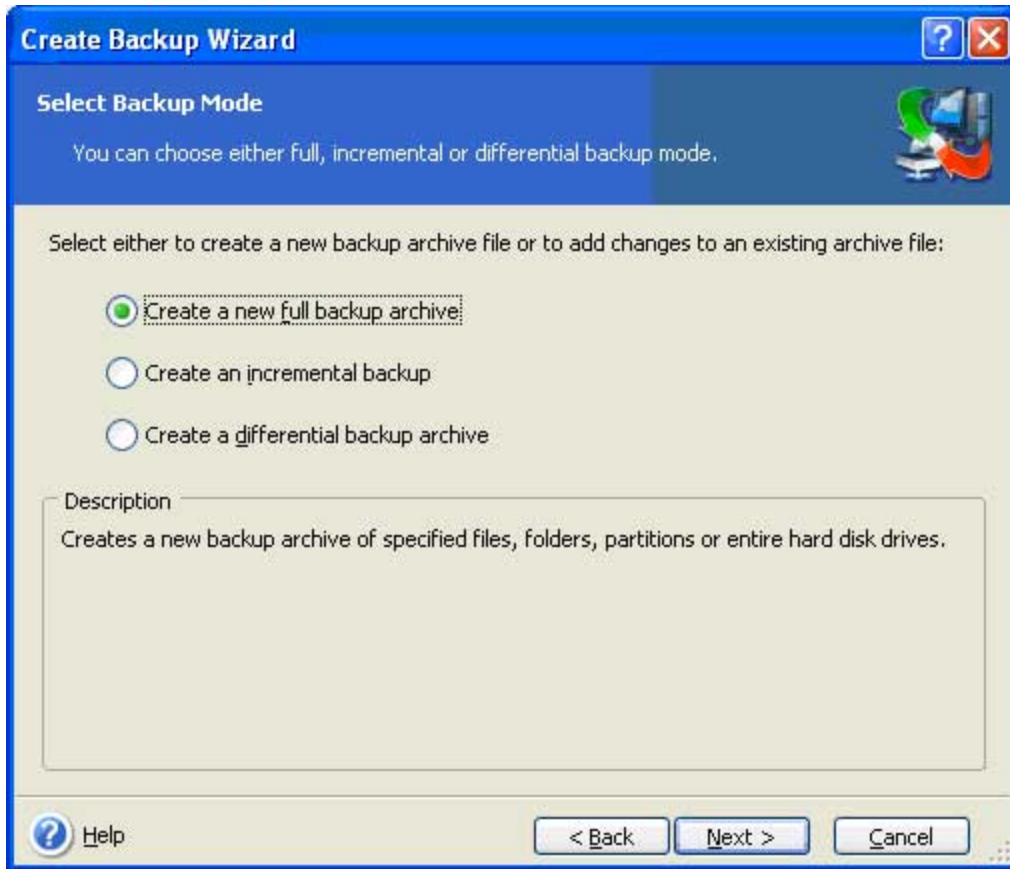 Create Backup Wizard
Select Backup Mode
You can choose either full, incremental or differential backup mode.
Select either to create a new backup archive file or to add changes to an existing archive file:
Create a new full backup archive
Create an incremental backup
Create a differential backup archive
Description
Creates a new backup archive of specified files, folders, partitions or entire hard disk drives.
Help
< Back
Next >
Cancel